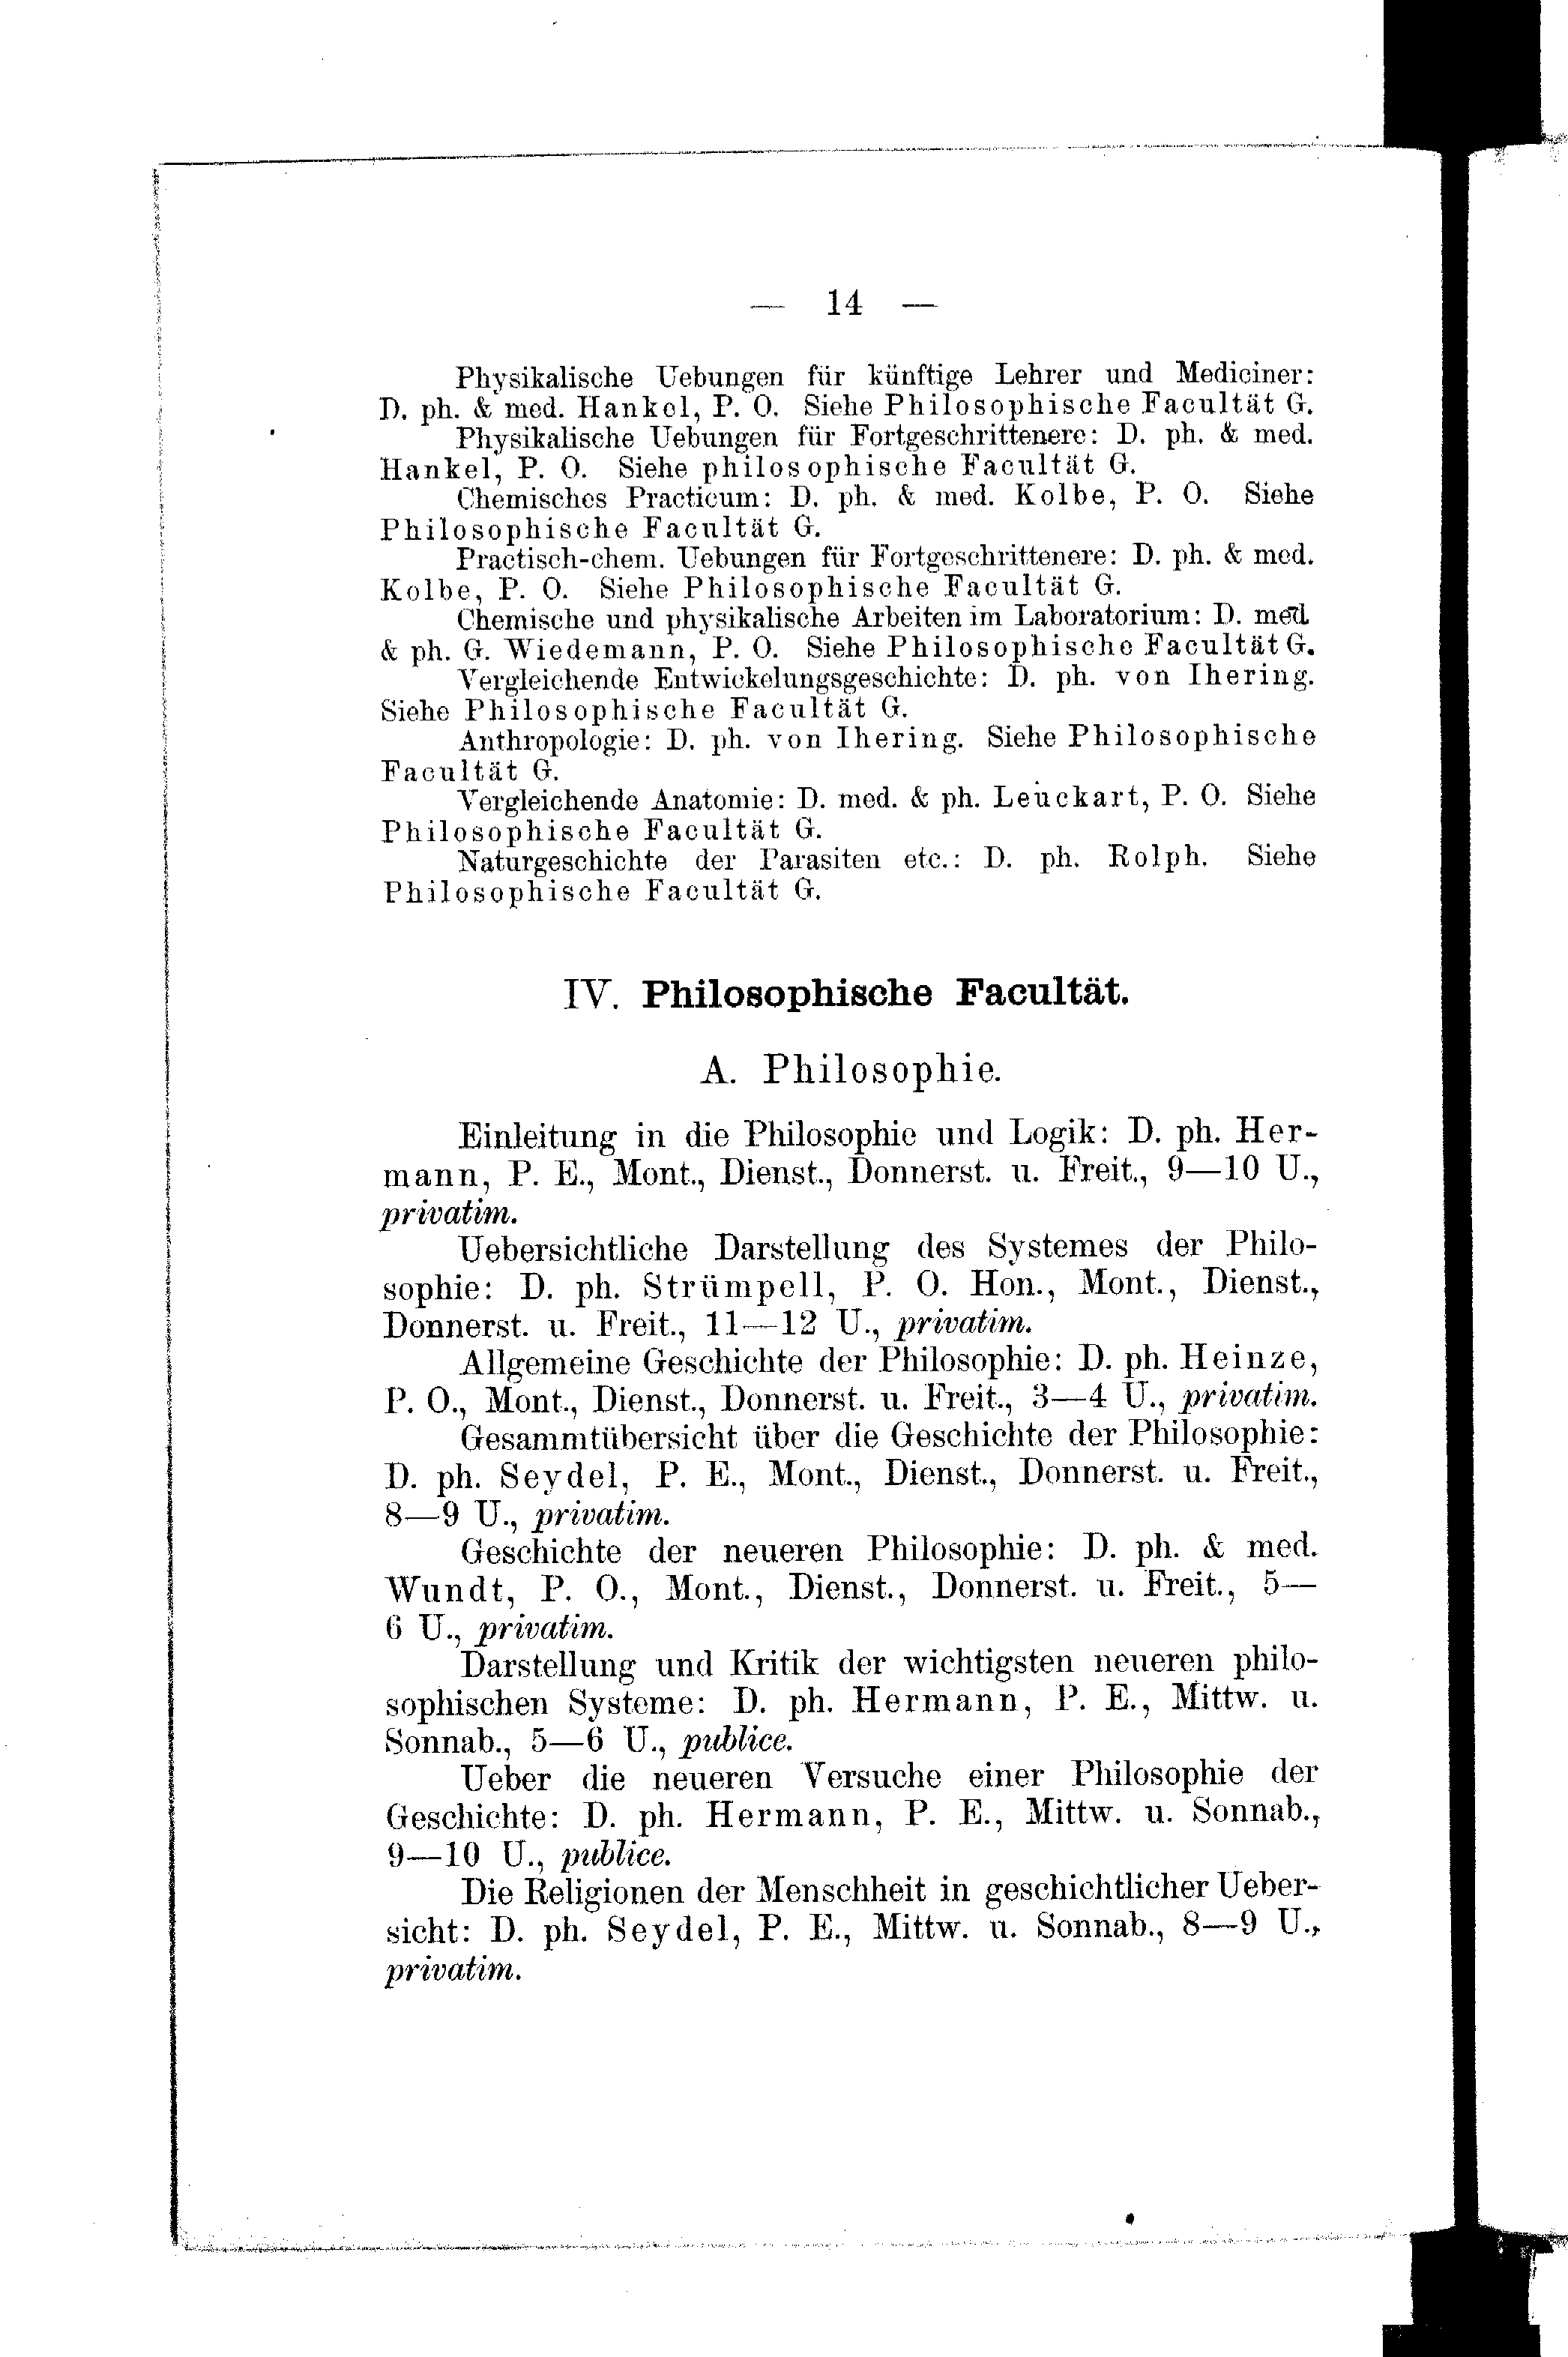 — 14 —
Physikalische Uebungen für künftige Lehrer und Mediciner:
D. ph. & med. Hankel, P. O. Siehe Philosophische Facultät G.
Physikalische Uebungen für Fortgeschrittenere: D. ph. & med.
Hankel, P. O. Siehe philosophische Facultät G.
Chemisches Practicum: D. ph. & med. Kolbe, P. O. Siehe
Philosophische Facultät G.
Practisch-chem. Uebungen für Fortgeschrittenere: D. ph. & med.
Kolbe, P. O. Siehe Philosophische Facultät G.
Chemische und physikalische Arbeiten im Laboratorium: D. med.
& ph. G. Wiedemann, P. O. Siehe Philosophische Facultät G.
Vergleichende Entwickelungsgeschichte: D. ph. von Ihering.
Siehe Philosophische Facultät G.
Anthropologie: D. ph. von Ihering. Siehe Philosophische
Facultät G.
Vergleichende Anatomie: D. med. & ph. Leuckart, P. O. Siehe
Philosophische Facultät G.
Naturgeschichte der Parasiten etc.: D. ph. Rolph. Siehe
Philosophische Facultät G.
IV. Philosophische Facultät.
A. Philosophie.
Einleitung in die Philosophie und Logik: D. ph. Her-
mann, P. E., Mont., Dienst., Donnerst. u. Freit., 9—10 U.,
privatim.
Uebersichtliche Darstellung des Systemes der Philo-
sophie: D. ph. Strümpell, P. O. Hon., Mont., Dienst.,
Donnerst. u. Freit., 11—12 U., privatim.
Allgemeine Geschichte der Philosophie: D. ph. Heinze,
P. O., Mont., Dienst., Donnerst. u. Freit., 3—4 U., privatim.
Gesammtübersicht über die Geschichte der Philosophie:
D. ph. Seydel, P. E., Mont., Dienst., Donnerst. u. Freit.,
8—9 U., privatim.
Geschichte der neueren Philosophie: D. ph. & med.
Wundt, P. O., Mont., Dienst., Donnerst. u. Freit., 5—
6 U., privatim.
Darstellung und Kritik der wichtigsten neueren philo-
sophischen Systeme: D. ph. Hermann, P. E., Mittw. u.
Sonnab., 5—6 U., publice.
Ueber die neueren Versuche einer Philosophie der
Geschichte: D. ph. Hermann, P. E., Mittw. u. Sonnab.,
9—10 U., publice.
Die Religionen der Menschheit in geschichtlicher Ueber-
sicht: D. ph. Seydel, P. E., Mittw. u. Sonnab., 8—9 U.,
privatim.